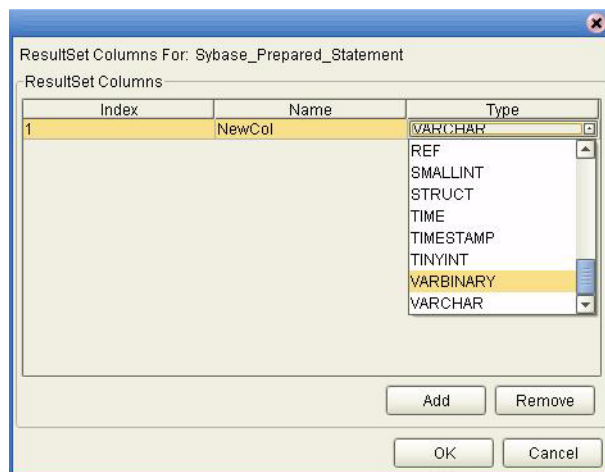 ResultSet Columns For: Sybase_Prepared_Statement
ResultSet Columns
Index Name Type
1 NewCol VARCHAR
REF
SMALLINT
STRUCT
TIME
TIMESTAMP
TINYINT
VARBINARY
VARCHAR
Add Remove
OK Cancel